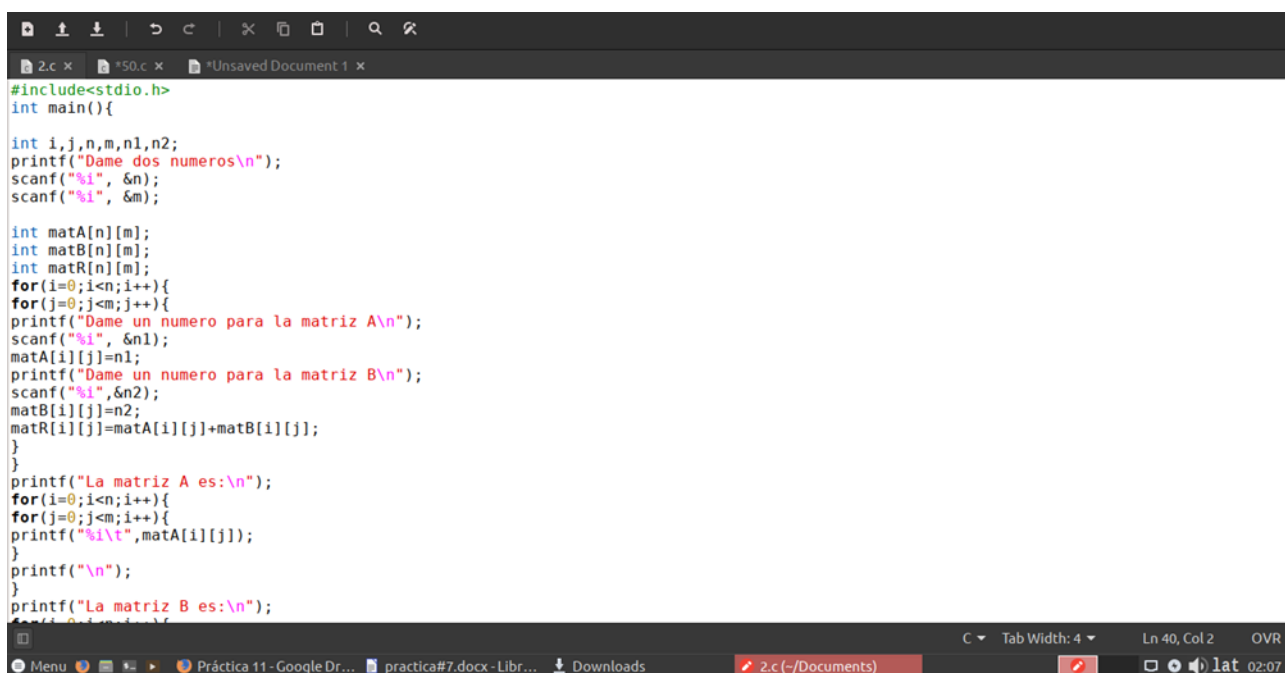 2.c ×
*S0.c ×
*Unsaved Document 1 ×
#include<stdio.h>
int main(){
int i,j,n,m,n1,n2;
printf("Dame dos numeros\n");
scanf("%i", &n);
scanf("%i", &m);
int matA[n][m];
int matB[n][m];
int matR[n][m];
for(i=0;i<n;i++){
for(j=0;j<m;j++){
printf("Dame un numero para la matriz A\n");
scanf("%i", &n1);
matA[i][j]=n1;
printf("Dame un numero para la matriz B\n");
scanf("%i",&n2);
matB[i][j]=n2;
matR[i][j]=matA[i][j]+matB[i][j];
}
}
printf("La matriz A es:\n");
for(i=0;i<n;i++){
for(j=0;j<m;i++){
printf("%i\t",matA[i][j]);
}
printf("\n");
}
printf("La matriz B es:\n");
C Tab Width: 4 Ln 40, Col 2 OVR
Menu Práctica 11 - Google Dr... practica#7.docx - Libr... Downloads 2.c (~/Documents) lat 02:07